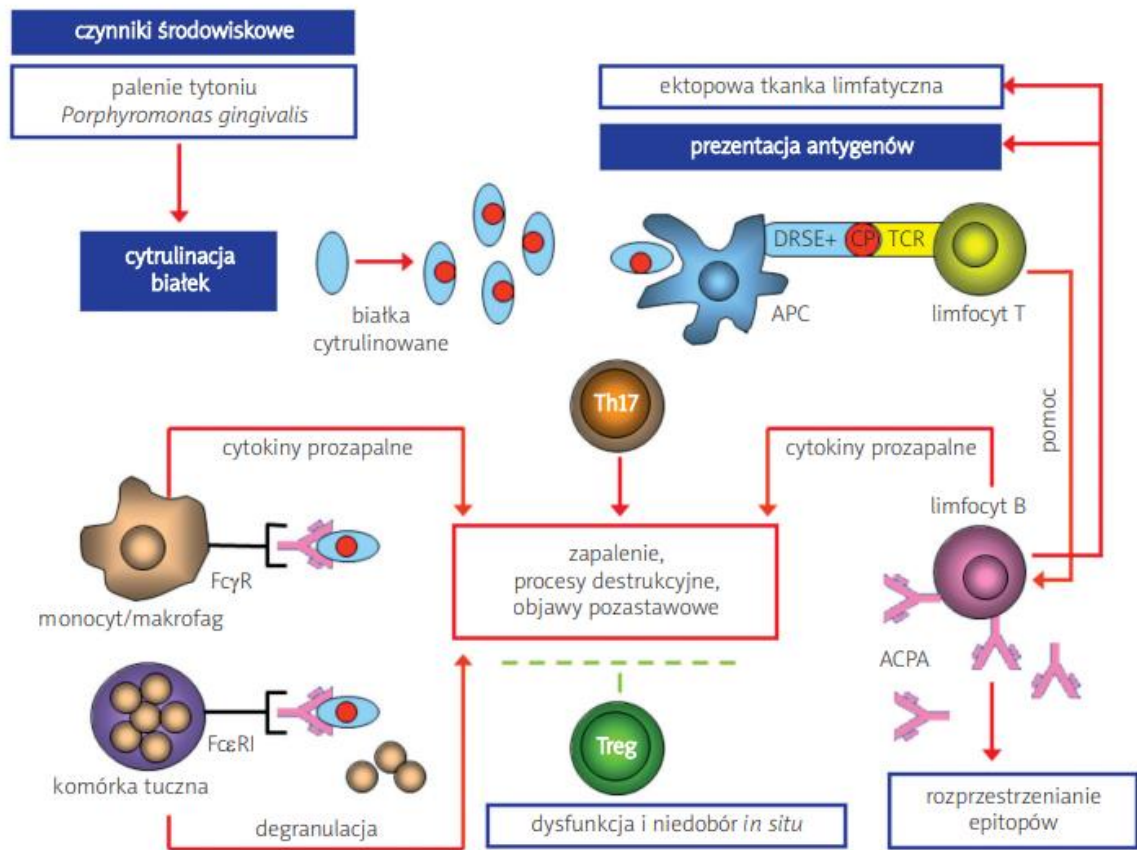 czynniki środowiskowe
palenie tytoniu
Porphyromonas gingivalis
ektopowa tkanka limfatyczna
prezentacja antygenów
cytrulinacja
białek
białka
cytrulinowane
DRSE+
CP
TCR
APC
limfocyt T
Th17
pomoc
cytokiny prozapalne
cytokiny prozapalne
limfocyt B
FcγR
monocyt/makrofag
zapalenie,
procesy destrukcyjne,
objawy pozastawowe
ACPA
FcεRI
komórka tuczna
degranulacja
Treg
dysfunkcja i niedobór in situ
rozprzestrzenianie
epitopów